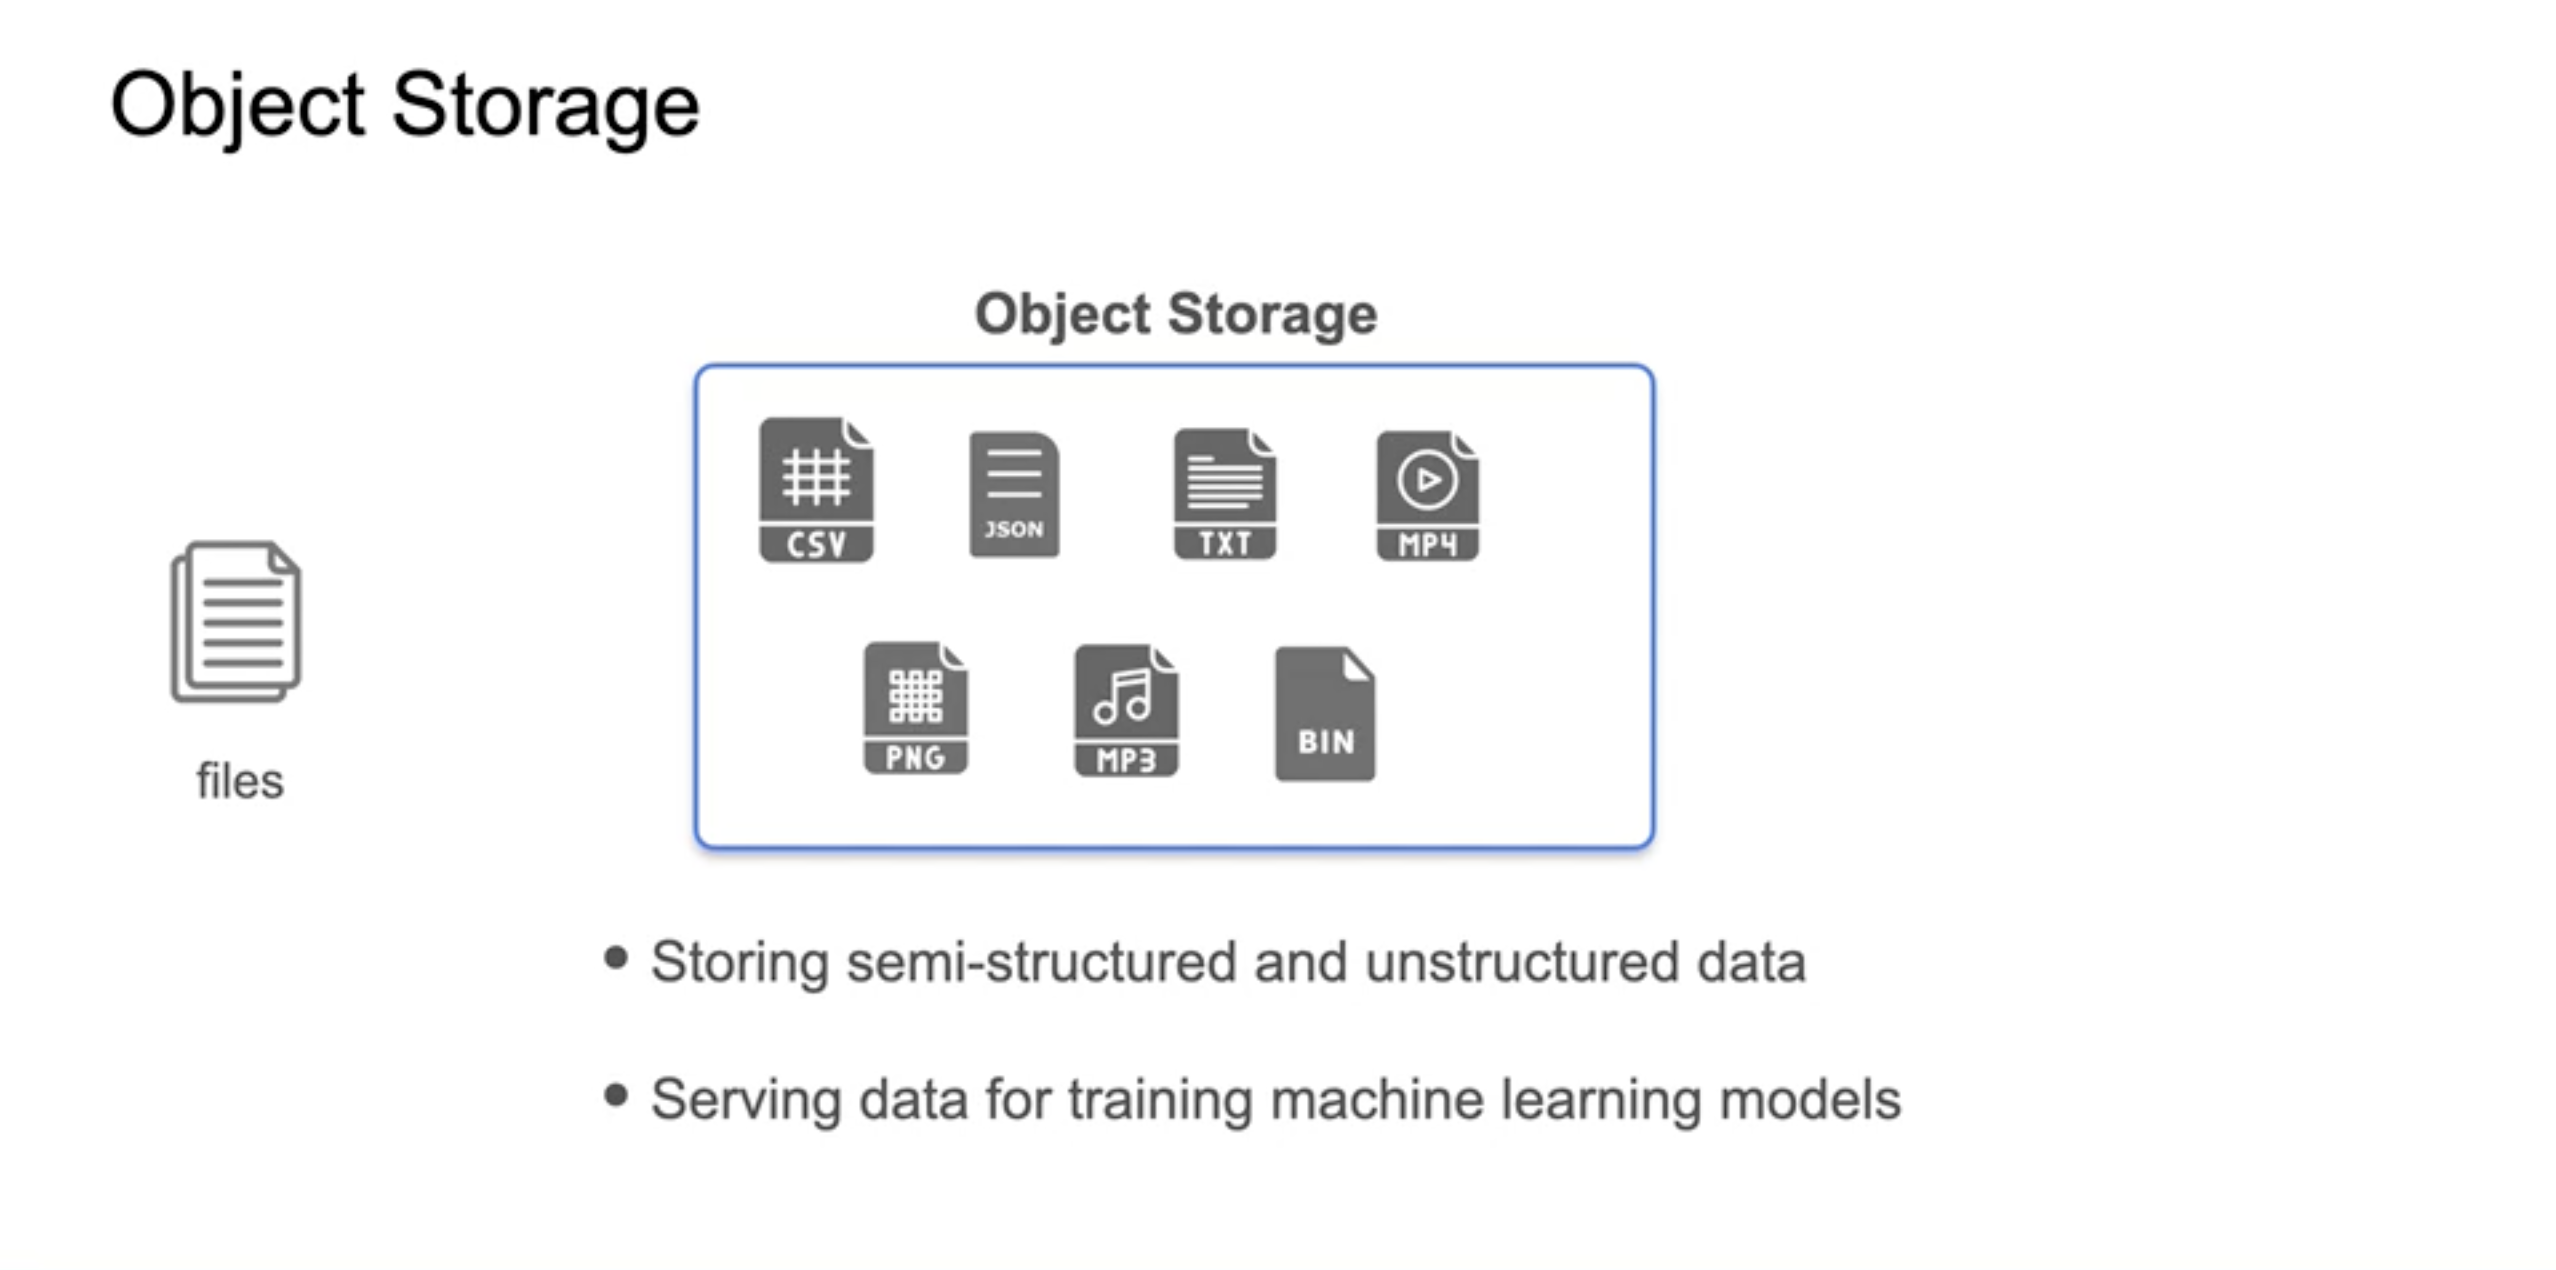 Object Storage
Object Storage
CSV
JSON
TXT
MP4
PNG
MP3
BIN
files
• Storing semi-structured and unstructured data
• Serving data for training machine learning models